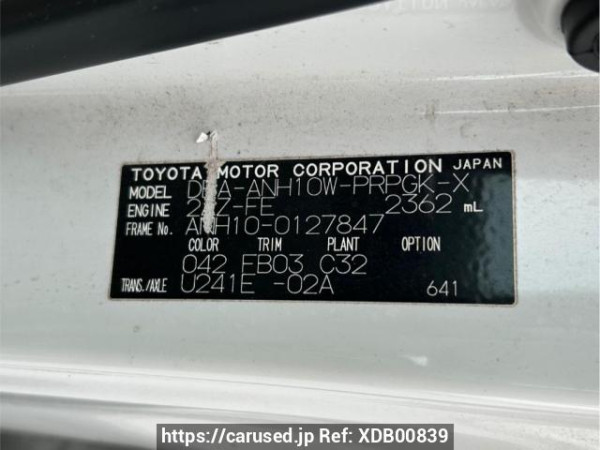 TOYOTA MOTOR CORPORATION JAPAN
MODEL DBA-ANH10W-PRPGK-X
ENGINE 2AZ-FE 2362 mL
FRAME No. ANH10-0127847
COLOR TRIM PLANT OPTION
042 FB03 C32
TRANS./AXLE U241E -02A 641
https://carused.jp Ref: XDB00839